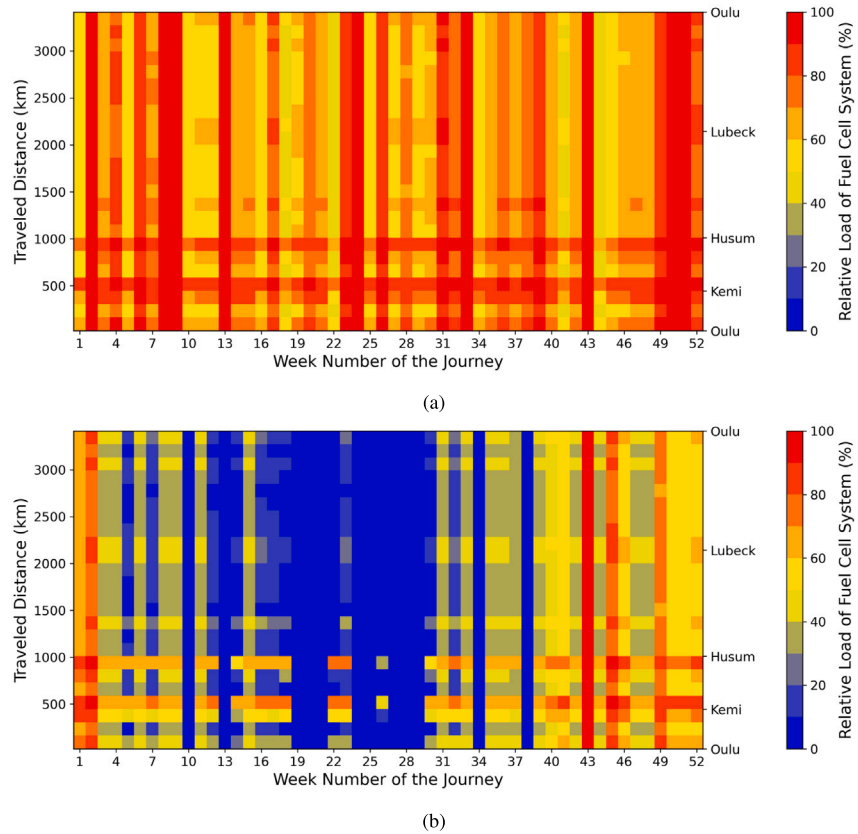 Oulu
100
3000
80
2500
Lubeck
60
2000
1500
40
Husum
1000
20
500
Kemi
Oulu
0
Traveled Distance (km)
Relative Load of Fuel Cell System (%)
1 4 7 10 13 16 19 22 25 28 31 34 37 40 43 46 49 52
Week Number of the Journey
(a)
Oulu
100
3000
80
2500
Lubeck
60
2000
1500
40
Husum
1000
20
500
Kemi
Oulu
0
Traveled Distance (km)
Relative Load of Fuel Cell System (%)
1 4 7 10 13 16 19 22 25 28 31 34 37 40 43 46 49 52
Week Number of the Journey
(b)